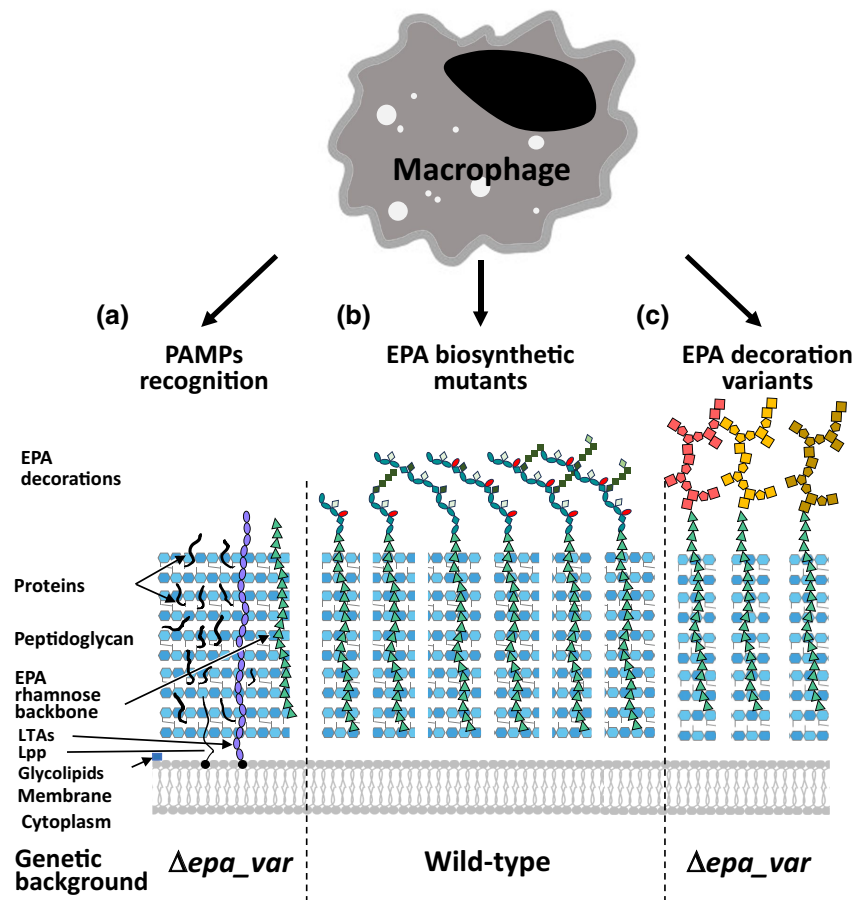 Macrophage
(a)
PAMPs
recognition
(b)
EPA biosynthetic
mutants
(c)
EPA decoration
variants
EPA
decorations
Proteins
Peptidoglycan
EPA
rhamnose
backbone
LTAs
Lpp
Glycolipids
Membrane
Cytoplasm
Genetic
background
Δepa_var
Wild-type
Δepa_var